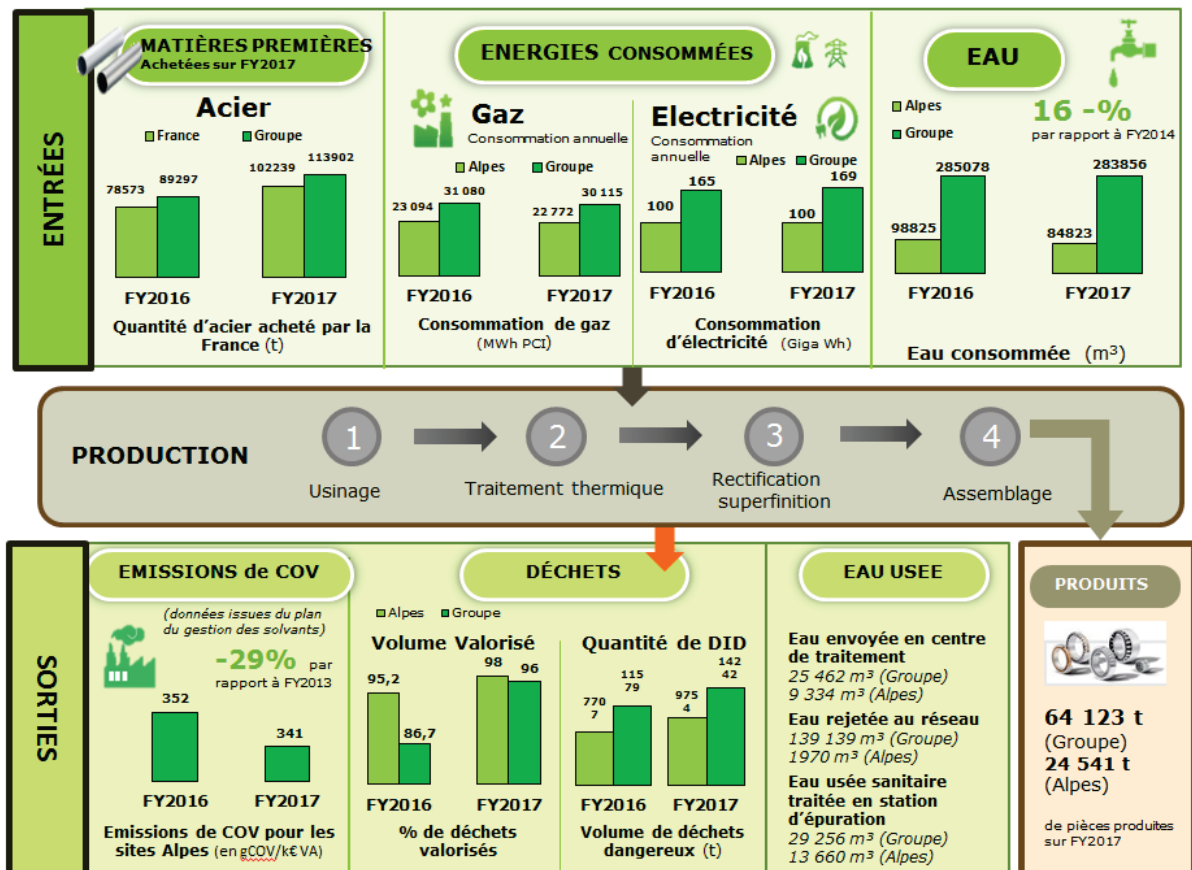 ENTRÉES
MATIÈRES PREMIÈRES
Achetées sur FY2017
Acier
France Groupe
78573 89297 102239 113902
FY2016 FY2017
Quantité d'acier acheté par la
France (t)
ENERGIES CONSOMMÉES
Gaz
Consommation annuelle
Alpes Groupe
23 094 31 080 22 772 30 115
FY2016 FY2017
Consommation de gaz
(MWh PCI)
Electricité
Consommation
annuelle
Alpes Groupe
100 165 100 169
FY2016 FY2017
Consommation
d'électricité (Giga Wh)
EAU
Alpes
Groupe
16 -%
par rapport à FY2014
98825 285078 84823 283856
FY2016 FY2017
Eau consommée (m³)
PRODUCTION
1
Usinage
2
Traitement thermique
3
Rectification
superfinition
4
Assemblage
SORTIES
EMISSIONS de COV
(données issues du plan
du gestion des solvants)
-29% par
rapport à FY2013
352 341
FY2016 FY2017
Emissions de COV pour les
sites Alpes (en gCOV/k€ VA)
DÉCHETS
Alpes Groupe
Volume Valorisé
95,2 86,7 98 96
FY2016 FY2017
% de déchets
valorisés
Quantité de DID
770
7
115
79
975
4
142
42
FY2016 FY2017
Volume de déchets
dangereux (t)
EAU USEE
Eau envoyée en centre
de traitement
25 462 m³ (Groupe)
9 334 m³ (Alpes)
Eau rejetée au réseau
139 139 m³ (Groupe)
1970 m³ (Alpes)
Eau usée sanitaire
traitée en station
d'épuration
29 256 m³ (Groupe)
13 660 m³ (Alpes)
PRODUITS
64 123 t
(Groupe)
24 541 t
(Alpes)
de pièces produites
sur FY2017